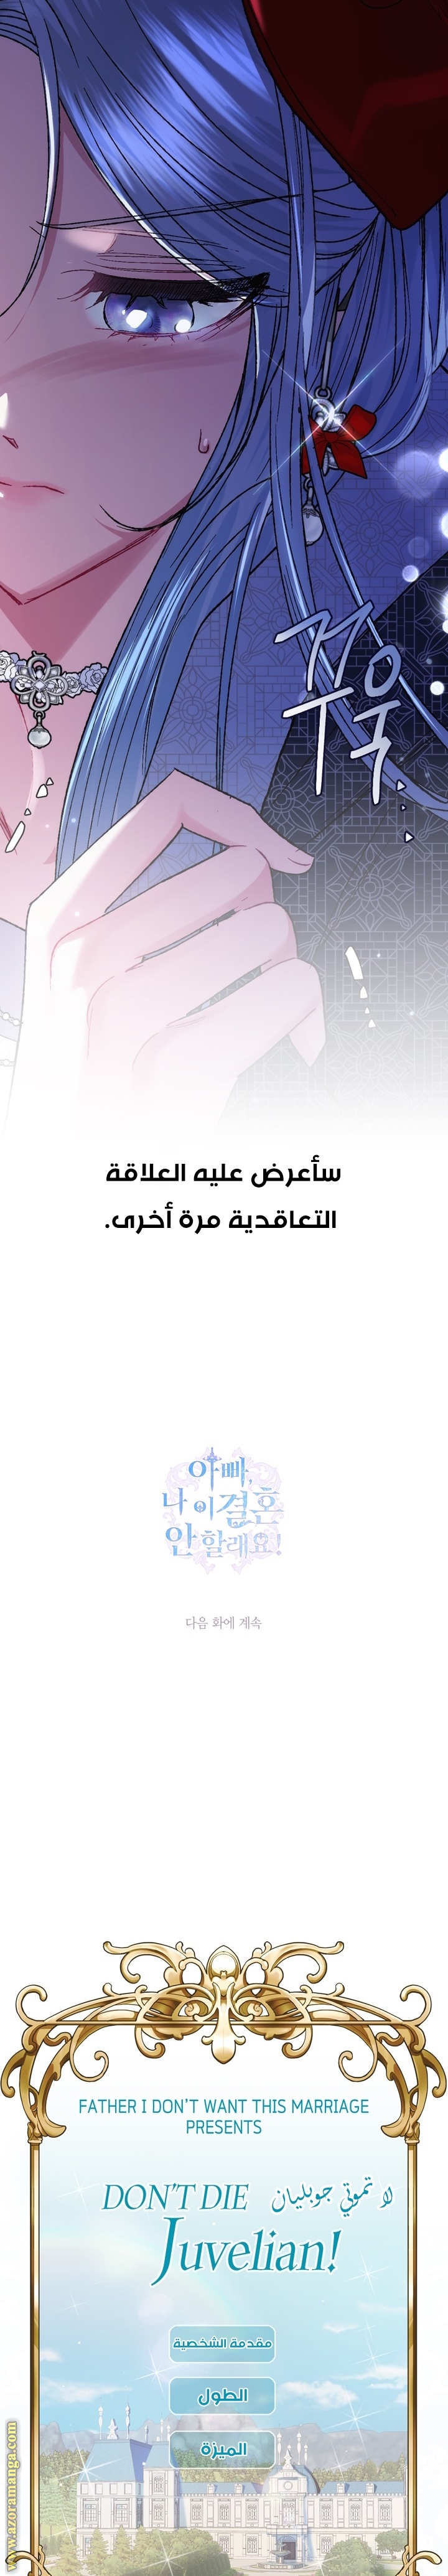 꾸욱
سأعرض عليه العلاقة
التعاقدية مرة أخرى.
아빠,
나 이 결혼
안 할래요!
다음 화에 계속
FATHER I DON'T WANT THIS MARRIAGE
PRESENTS
DON'T DIE لا تموتي جوبليان
Juvelian!
مقدمة الشخصية
الطول
الميزة
www.azoramanga.com